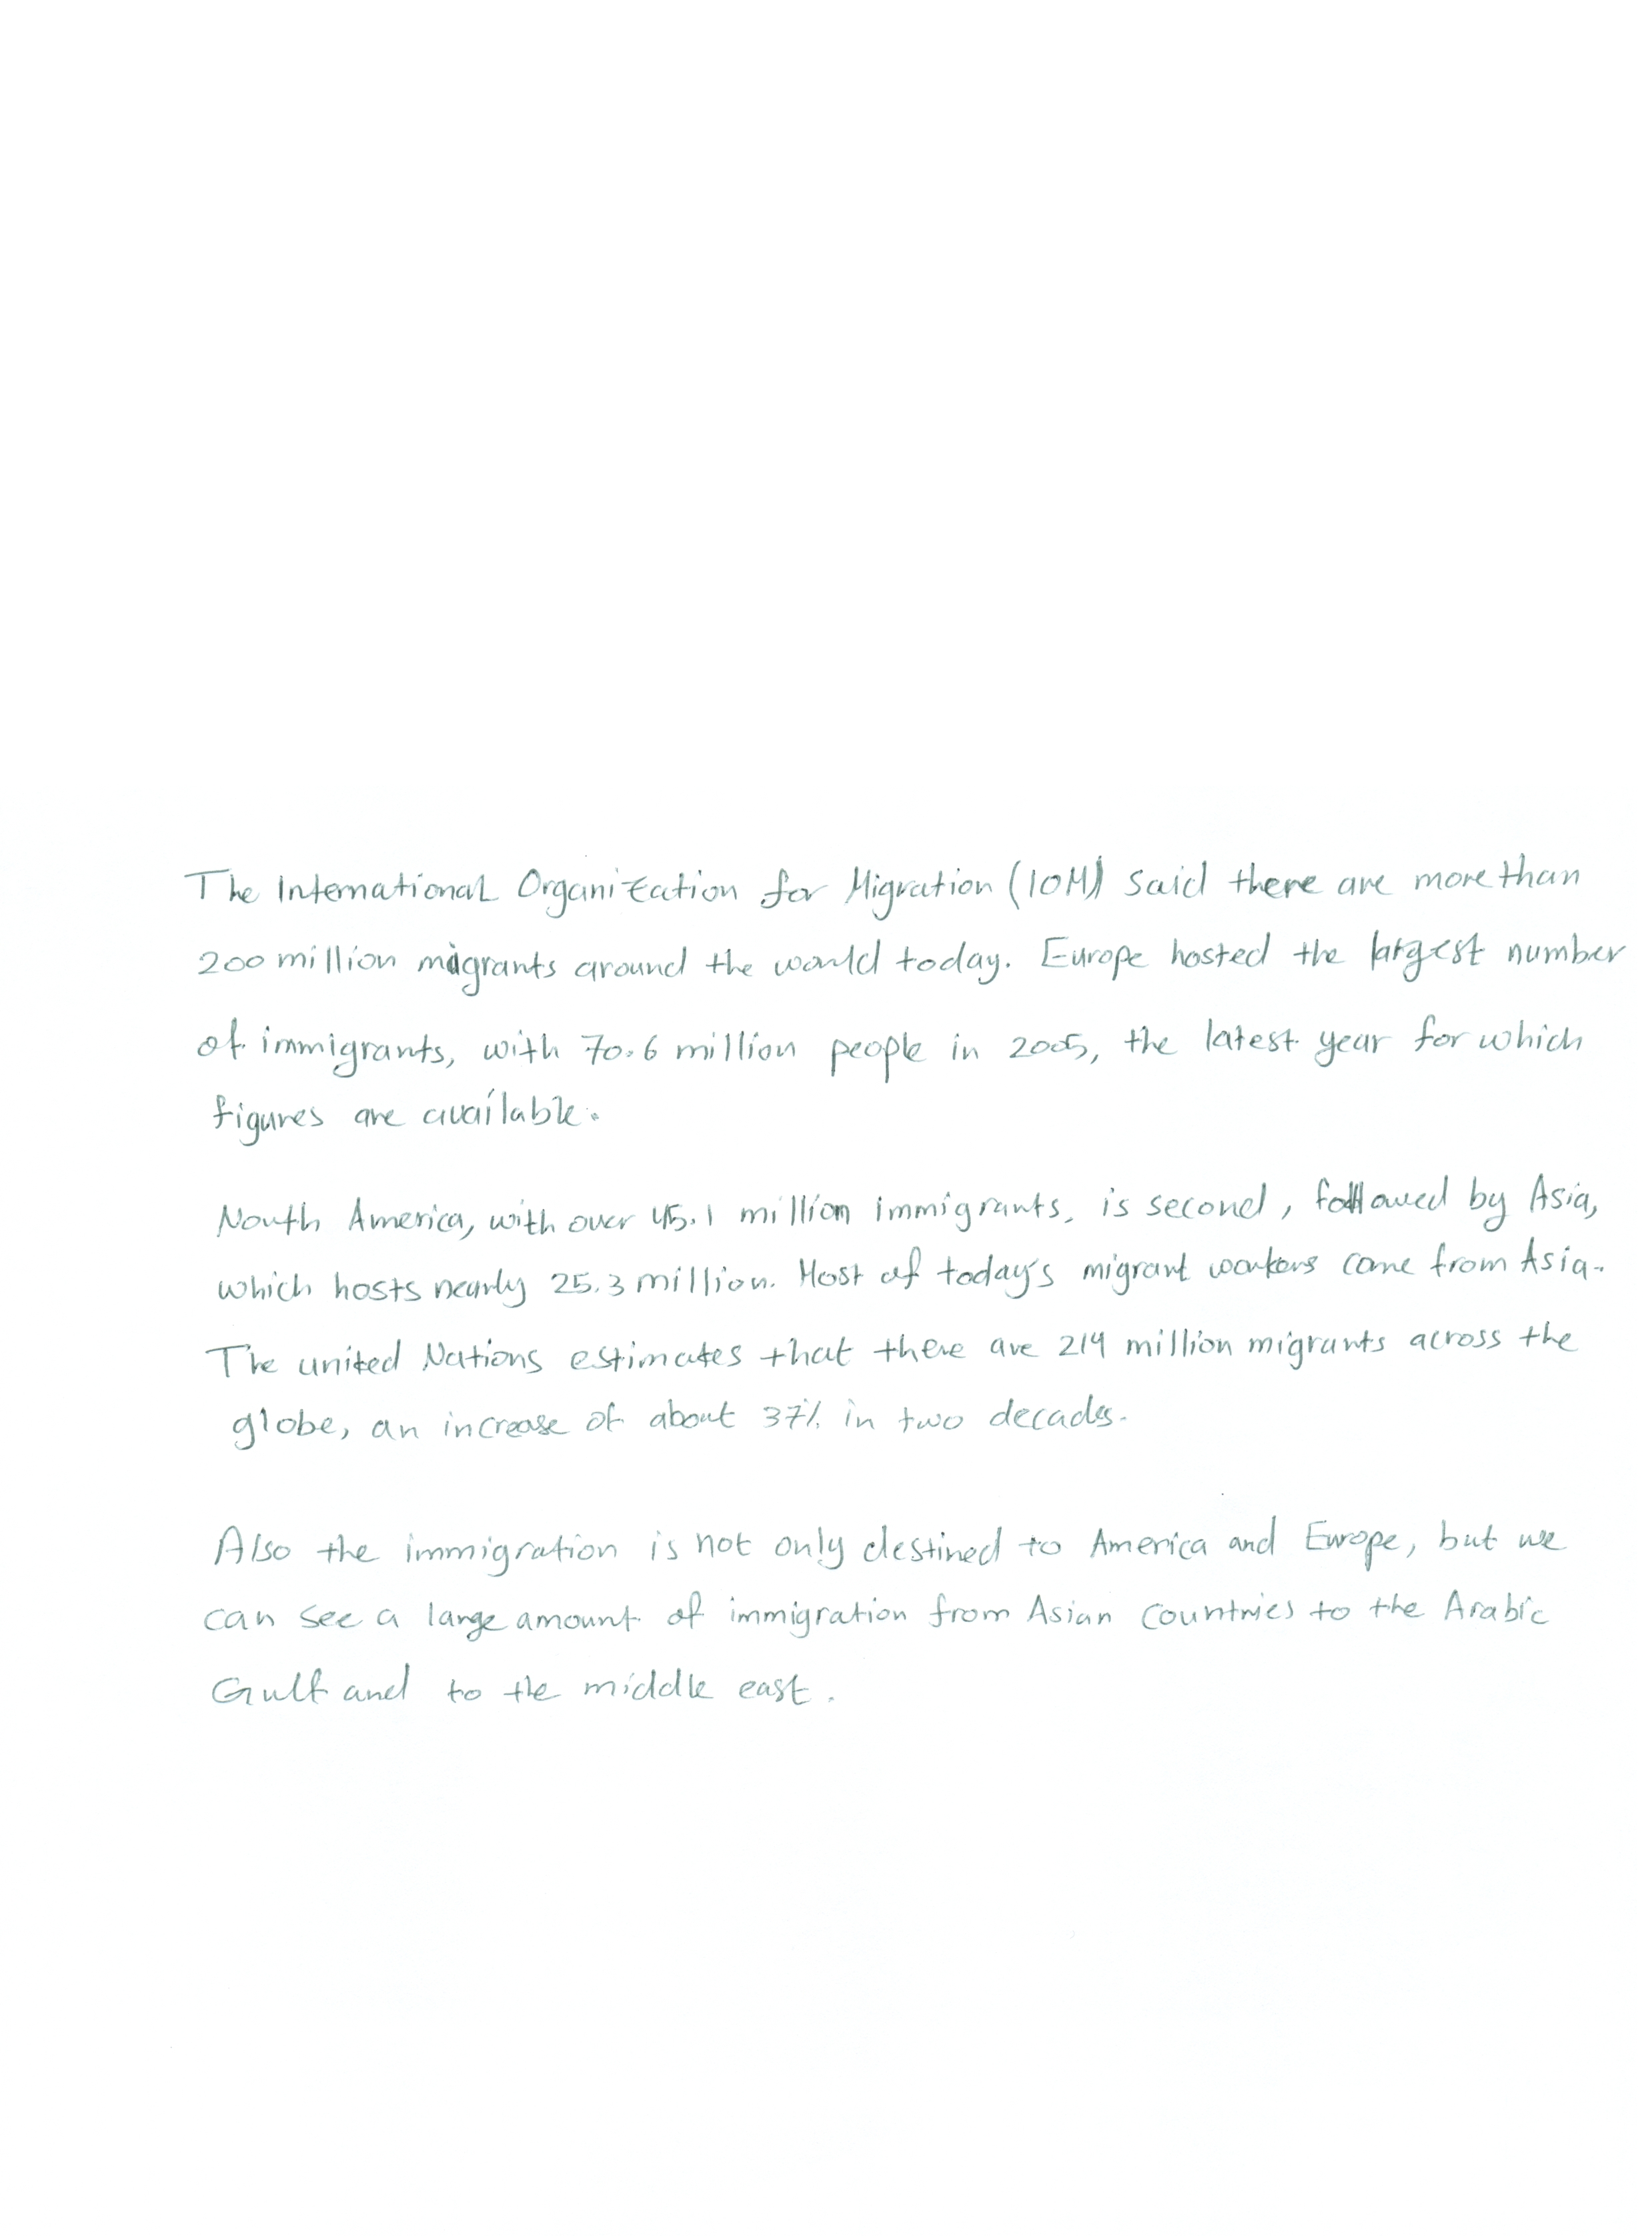 The International Organization for Migration (IOM) said there are more than
200 million migrants around the world today. Europe hosted the largest number
of immigrants, with 70.6 million people in 2005, the latest year for which
figures are available.
North America, with over 45.1 million immigrants, is second, followed by Asia,
which hosts nearly 25.3 million. Most of today's migrant workers come from Asia.
The united Nations estimates that there are 214 million migrants across the
globe, an increase of about 37% in two decades.
Also the immigration is not only destined to America and Europe, but we
can see a large amount of immigration from Asian Countries to the Arabic
Gulf and to the middle east.